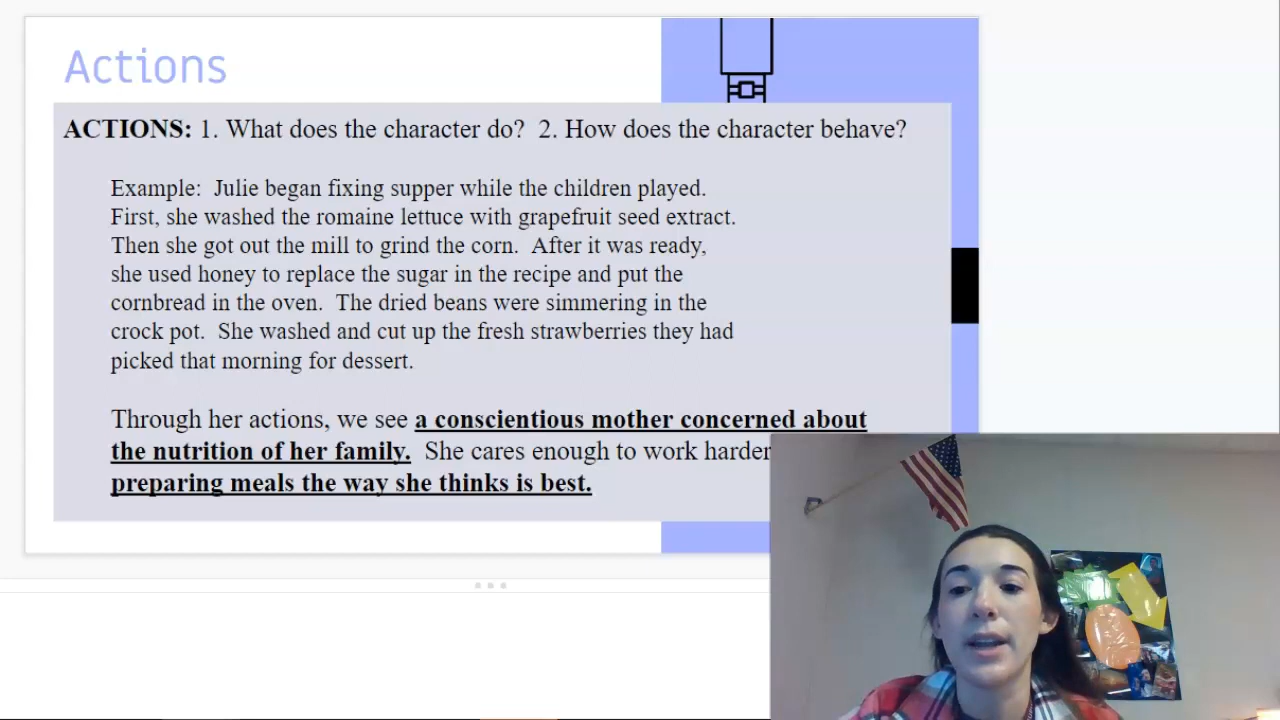 Actions
ACTIONS: 1. What does the character do? 2. How does the character behave?
Example: Julie began fixing supper while the children played.
First, she washed the romaine lettuce with grapefruit seed extract.
Then she got out the mill to grind the corn. After it was ready,
she used honey to replace the sugar in the recipe and put the
cornbread in the oven. The dried beans were simmering in the
crock pot. She washed and cut up the fresh strawberries they had
picked that morning for dessert.
Through her actions, we see a conscientious mother concerned about
the nutrition of her family. She cares enough to work harder
preparing meals the way she thinks is best.